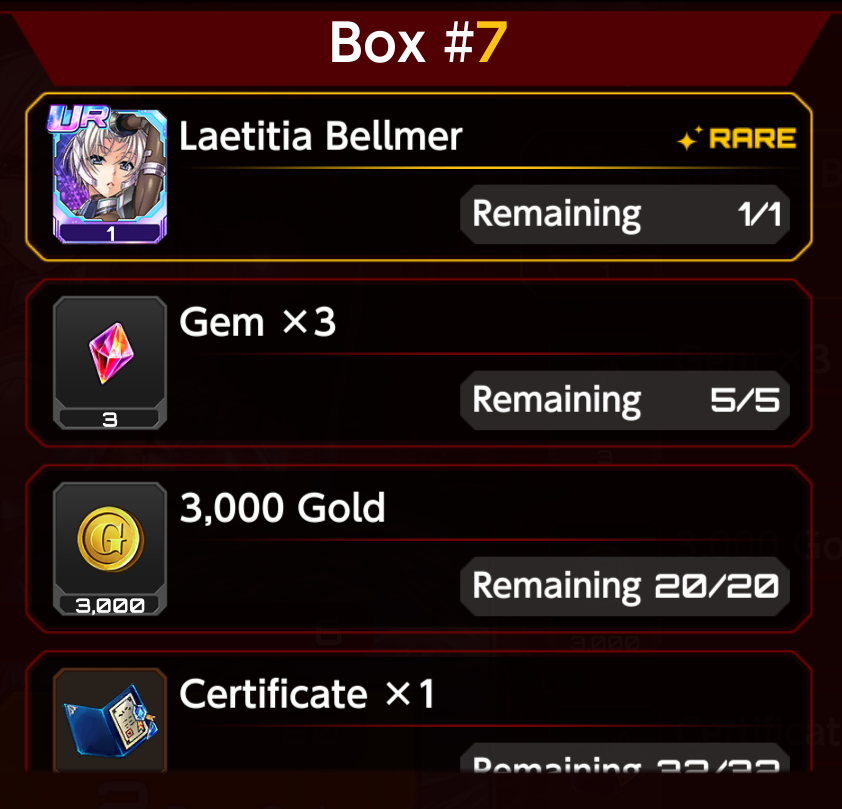 Box #7
UR
Laetitia Bellmer
RARE
Remaining 1/1
1
Gem ×3
Remaining 5/5
3
3,000 Gold
G
Remaining 20/20
3,000
Certificate ×1
Remaining